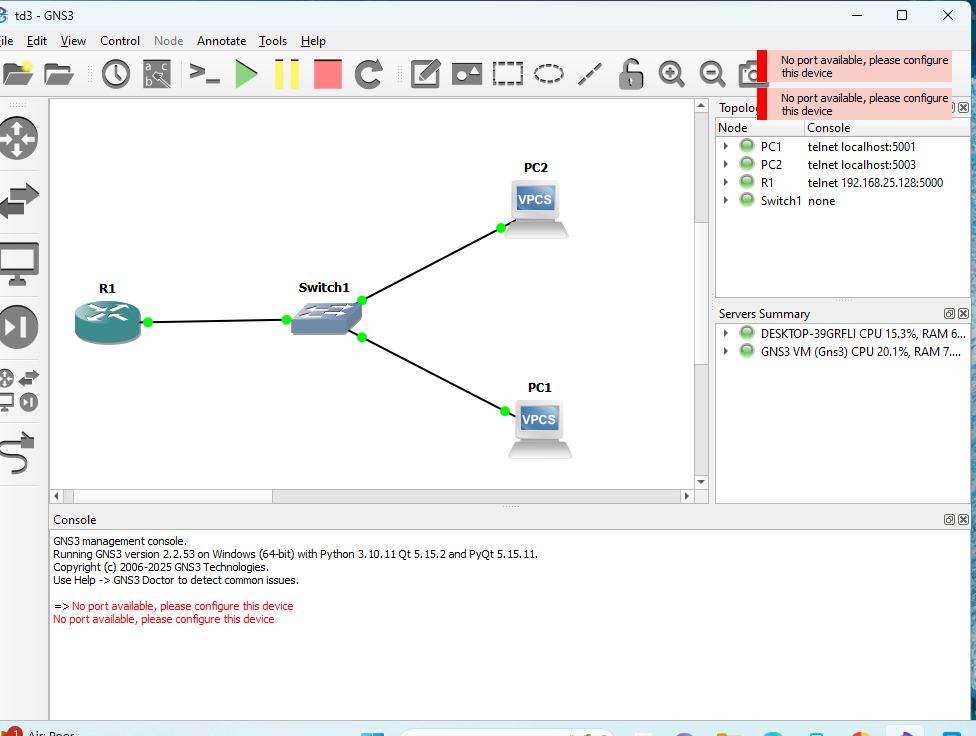 td3 - GNS3
ile Edit View Control Node Annotate Tools Help
No port available, please configure
this device
No port available, please configure
this device
Topolo
Node Console
PC1 telnet localhost:5001
PC2 telnet localhost:5003
R1 telnet 192.168.25.128:5000
Switch1 none
PC2
VPCS
R1
Switch1
PC1
VPCS
Servers Summary
DESKTOP-39GRFLI CPU 15.3%, RAM 6...
GNS3 VM (Gns3) CPU 20.1%, RAM 7....
Console
GNS3 management console.
Running GNS3 version 2.2.53 on Windows (64-bit) with Python 3.10.11 Qt 5.15.2 and PyQt 5.15.11.
Copyright (c) 2006-2025 GNS3 Technologies.
Use Help -> GNS3 Doctor to detect common issues.
=> No port available, please configure this device
No port available, please configure this device
1
Air: Poor